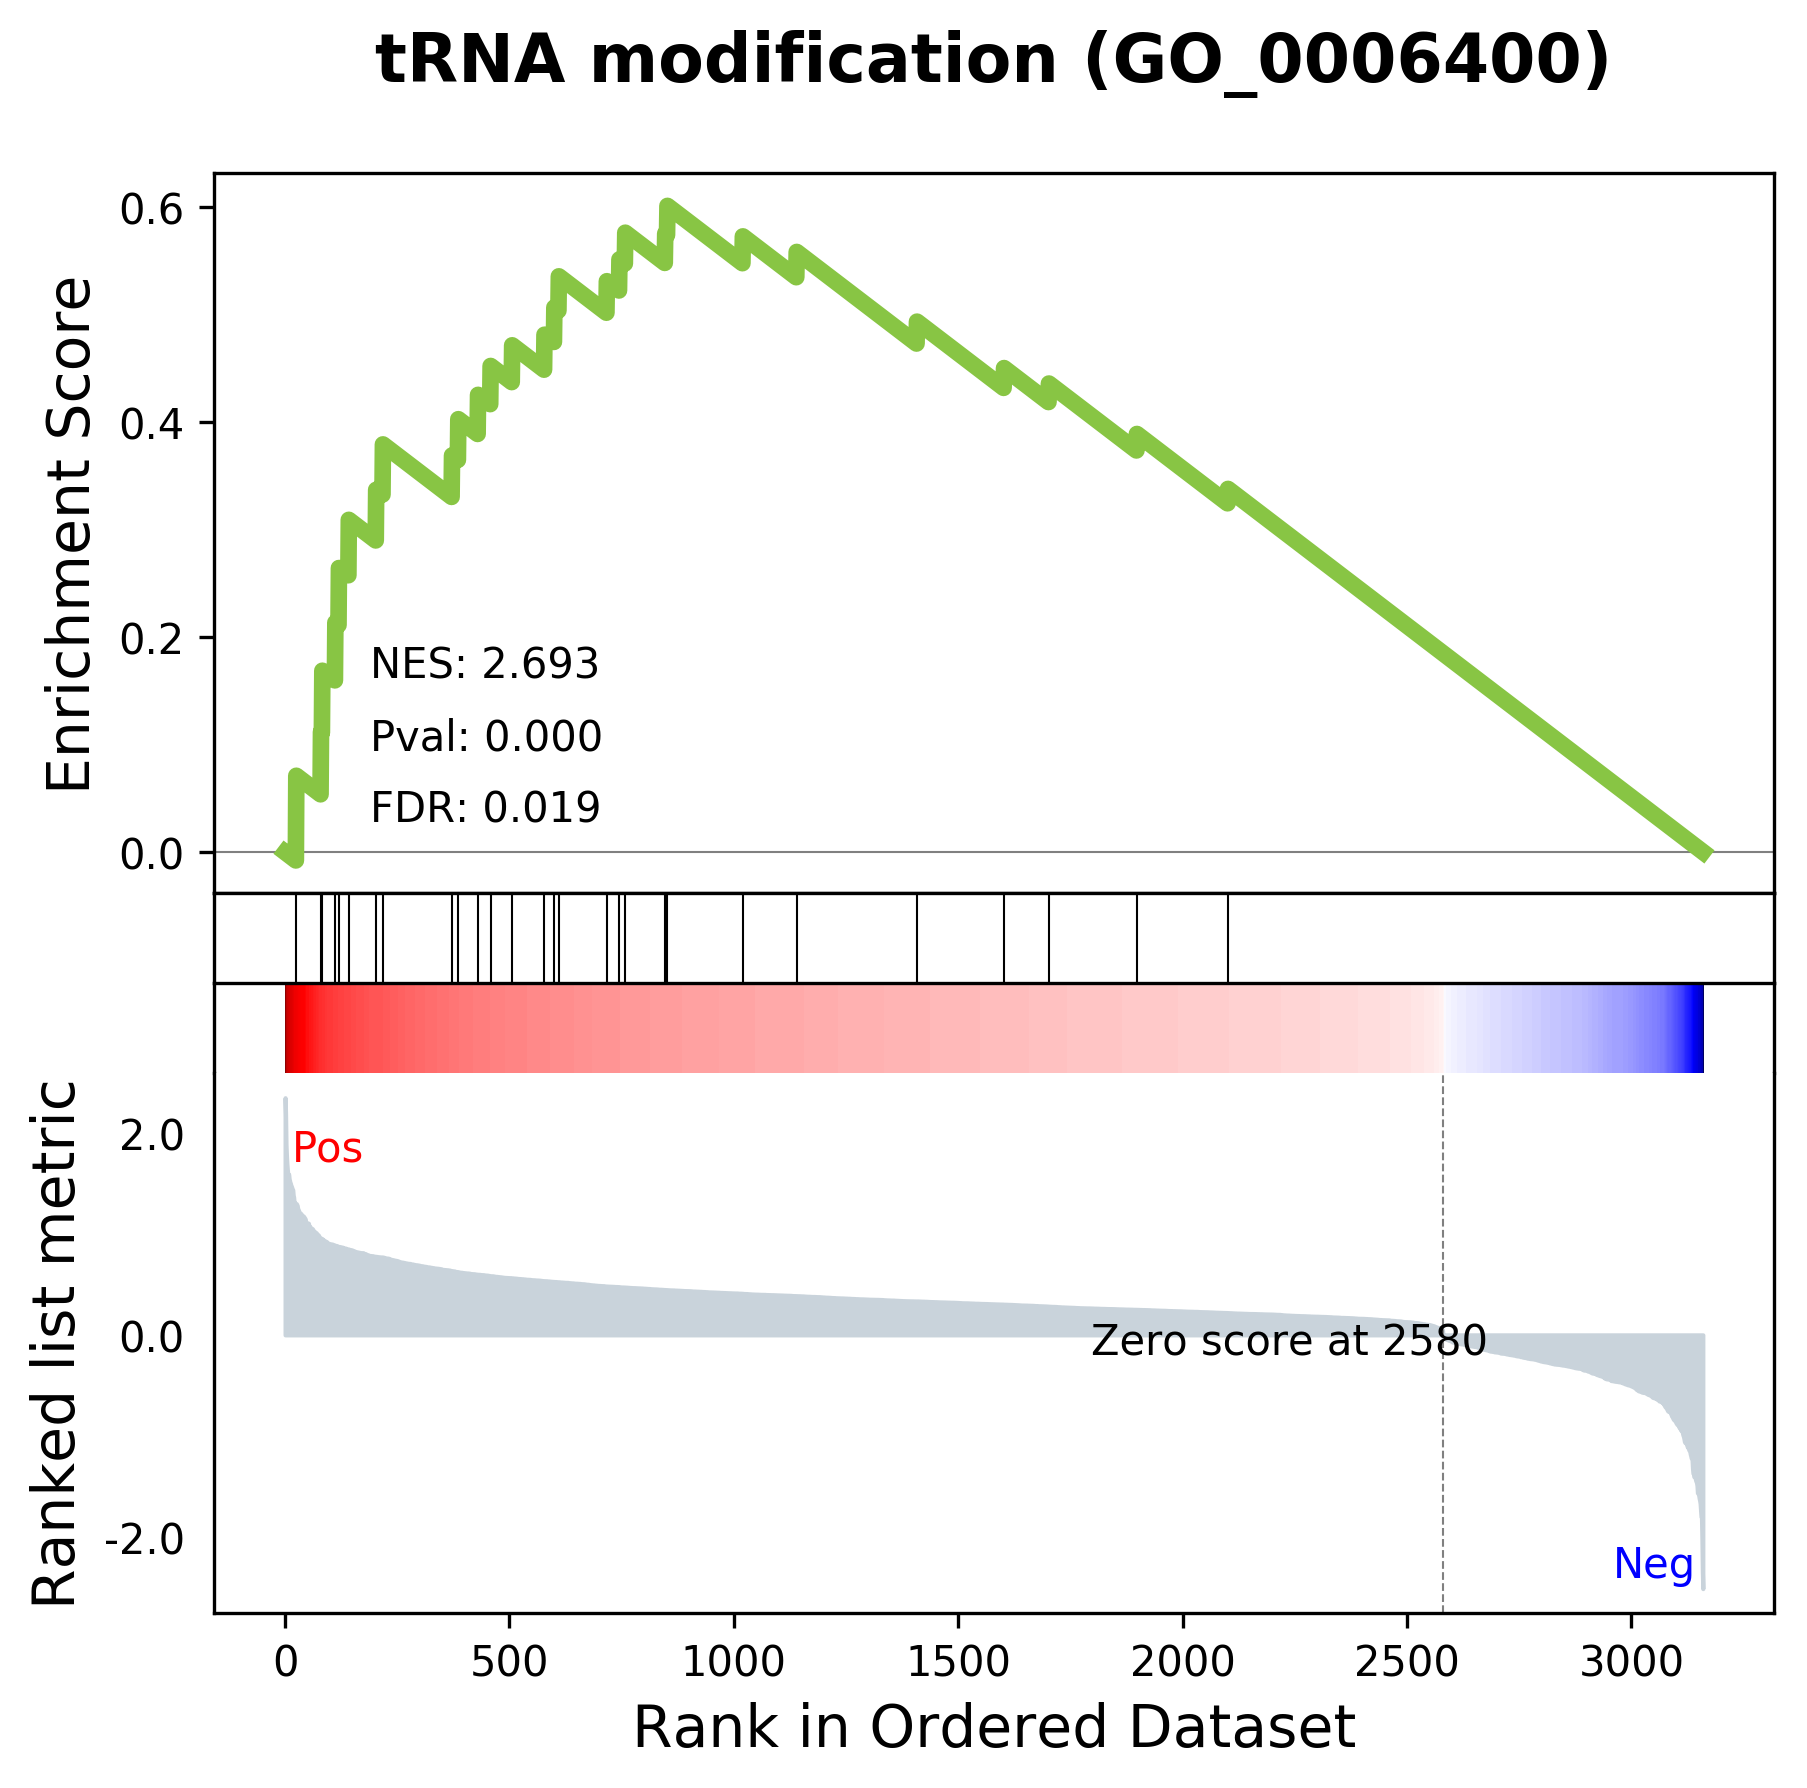 tRNA modification (GO_0006400)
Enrichment Score
0.6
0.4
0.2
0.0
NES: 2.693
Pval: 0.000
FDR: 0.019
Ranked list metric
2.0
0.0
-2.0
Pos
Zero score at 2580
Neg
0 500 1000 1500 2000 2500 3000
Rank in Ordered Dataset